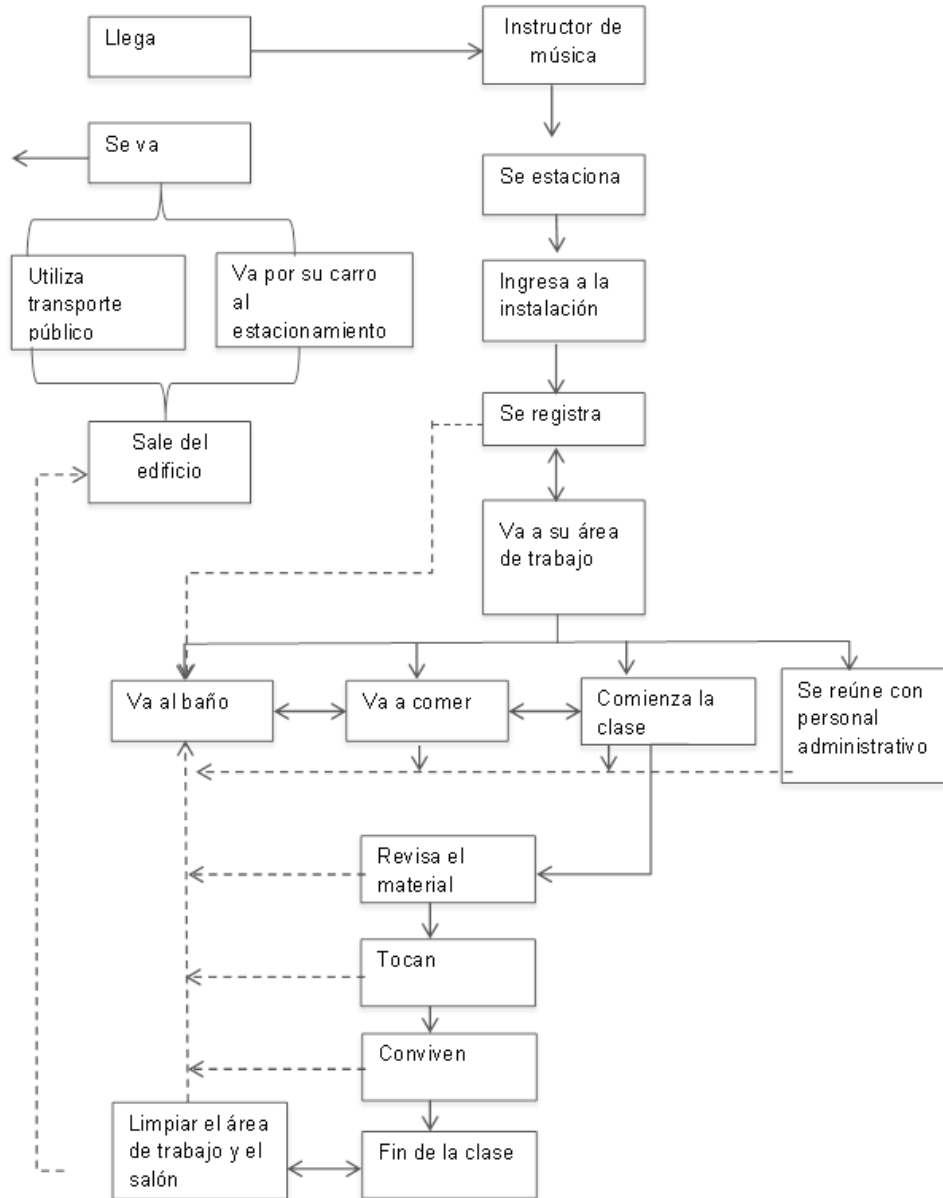 Llega
Instructor de
música
Se va
Se estaciona
Utiliza
transporte
público
Va por su carro
al
estacionamiento
Ingresa a la
instalación
Se registra
Sale del
edificio
Va a su área
de trabajo
Va al baño
Va a comer
Comienza la
clase
Se reúne con
personal
administrativo
Revisa el
material
Tocan
Conviven
Limpiar el área
de trabajo y el
salón
Fin de la clase